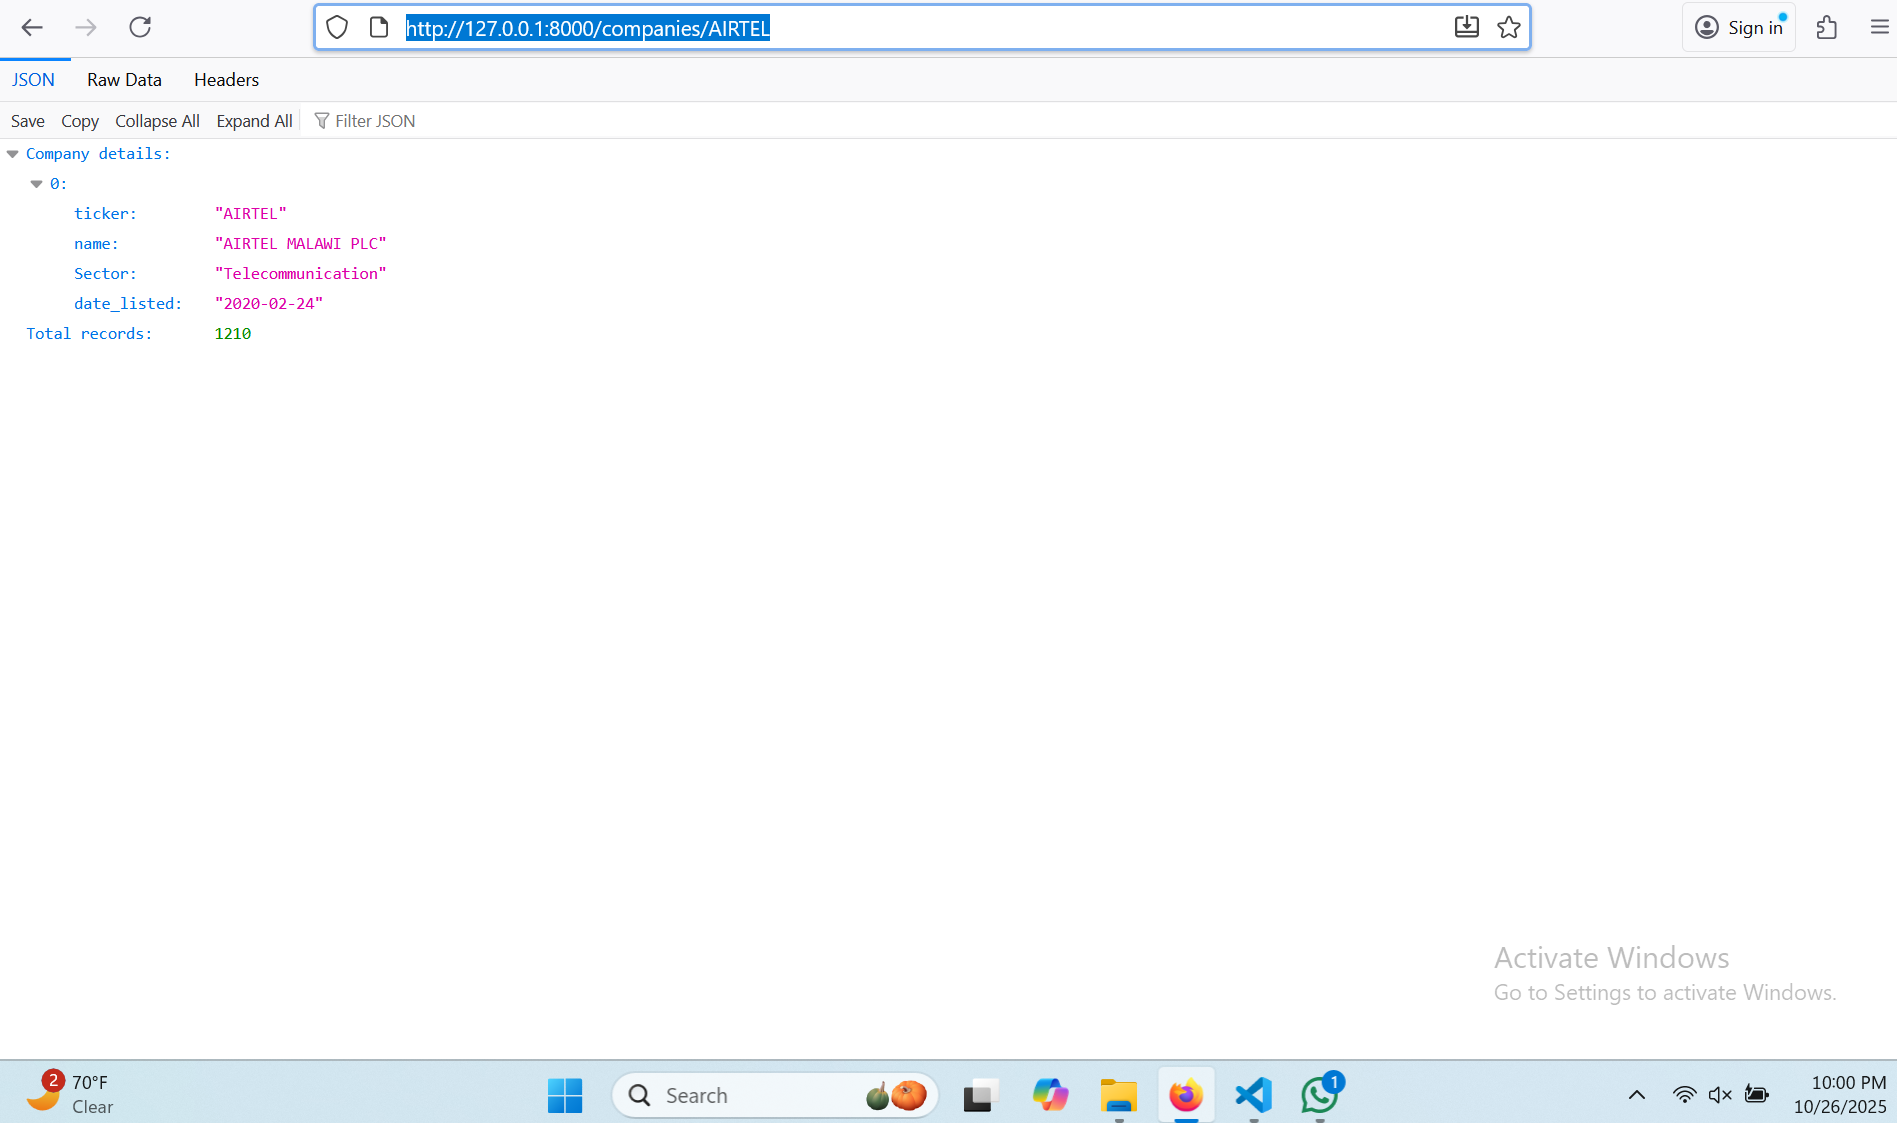 http://127.0.0.1:8000/companies/AIRTEL
Sign in
JSON Raw Data Headers
Save Copy Collapse All Expand All Filter JSON
Company details:
0:
ticker: "AIRTEL"
name: "AIRTEL MALAWI PLC"
Sector: "Telecommunication"
date_listed: "2020-02-24"
Total records: 1210
Activate Windows
Go to Settings to activate Windows.
2
70°F
Clear
Search
1
10:00 PM
10/26/2025